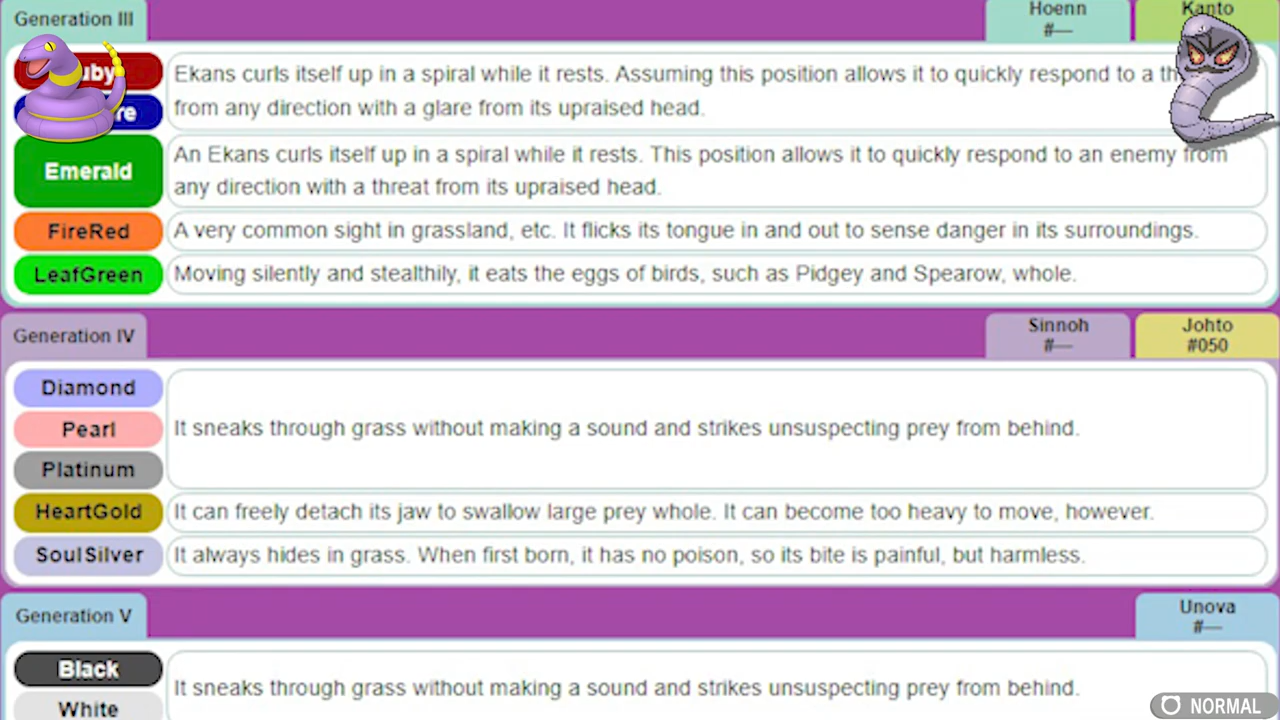 Generation III
Hoenn
#—
Kanto
Ekans curls itself up in a spiral while it rests. Assuming this position allows it to quickly respond to a
from any direction with a glare from its upraised head.
Emerald
An Ekans curls itself up in a spiral while it rests. This position allows it to quickly respond to an enemy from
any direction with a threat from its upraised head.
FireRed
A very common sight in grassland, etc. It flicks its tongue in and out to sense danger in its surroundings.
LeafGreen
Moving silently and stealthily, it eats the eggs of birds, such as Pidgey and Spearow, whole.
Generation IV
Sinnoh
#—
Johto
#050
Diamond
Pearl
Platinum
It sneaks through grass without making a sound and strikes unsuspecting prey from behind.
HeartGold
It can freely detach its jaw to swallow large prey whole. It can become too heavy to move, however.
SoulSilver
It always hides in grass. When first born, it has no poison, so its bite is painful, but harmless.
Generation V
Unova
#—
Black
White
It sneaks through grass without making a sound and strikes unsuspecting prey from behind.
NORMAL